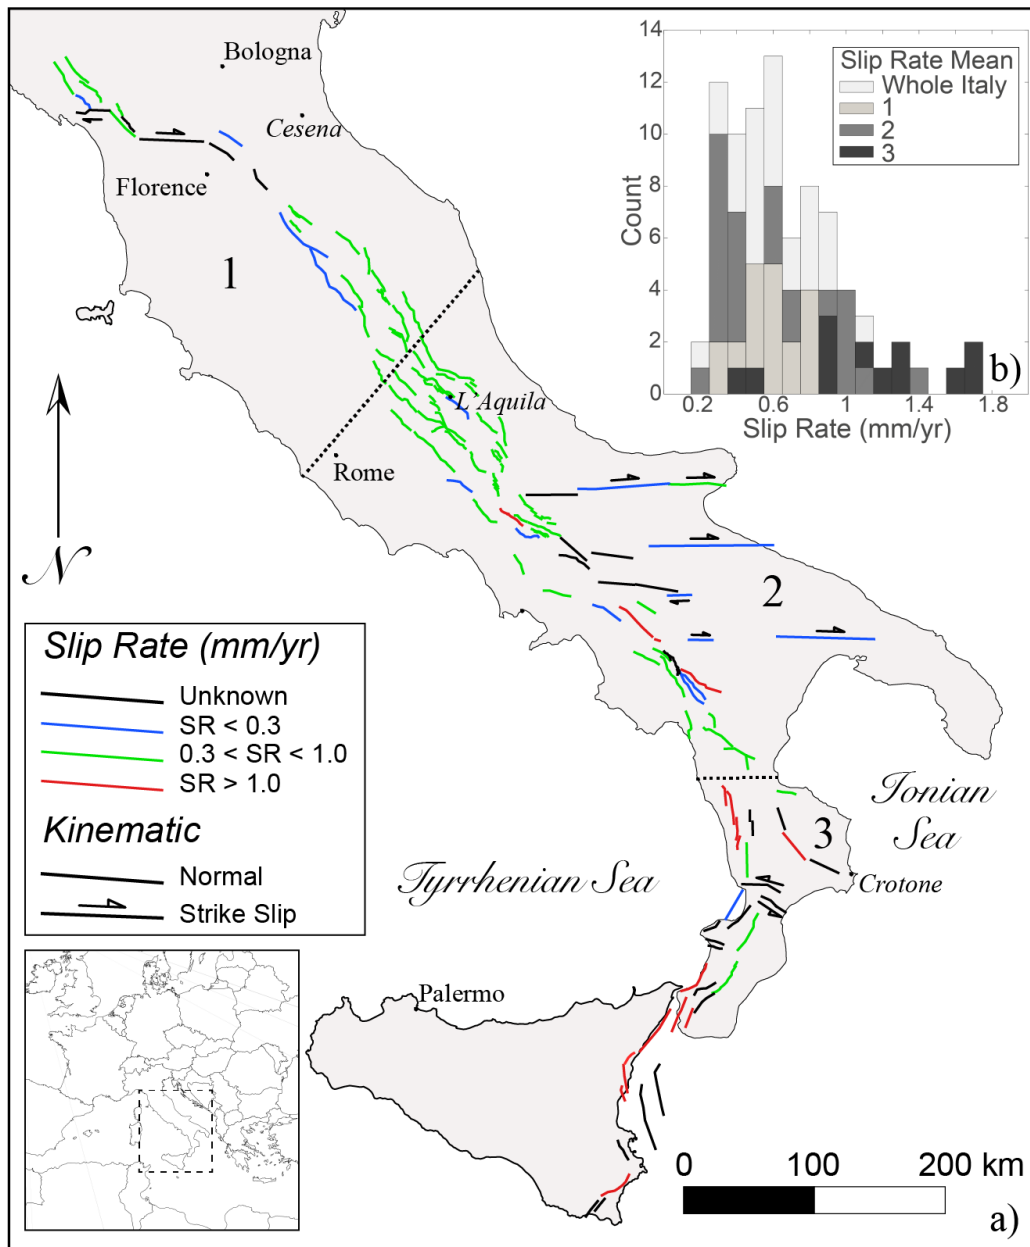 Bologna
Cesena
Florence
1
L'Aquila
Rome
2
N
14
12
10
8
6
4
2
0
Count
0.2
0.6
1
1.4
1.8
Slip Rate (mm/yr)
Slip Rate Mean
Whole Italy
1
2
3
b)
Slip Rate (mm/yr)
Unknown
SR < 0.3
0.3 < SR < 1.0
SR > 1.0
Kinematic
Normal
Strike Slip
Ionian
Sea
3
Crotone
Tyrrhenian Sea
Palermo
0 100 200 km
a)